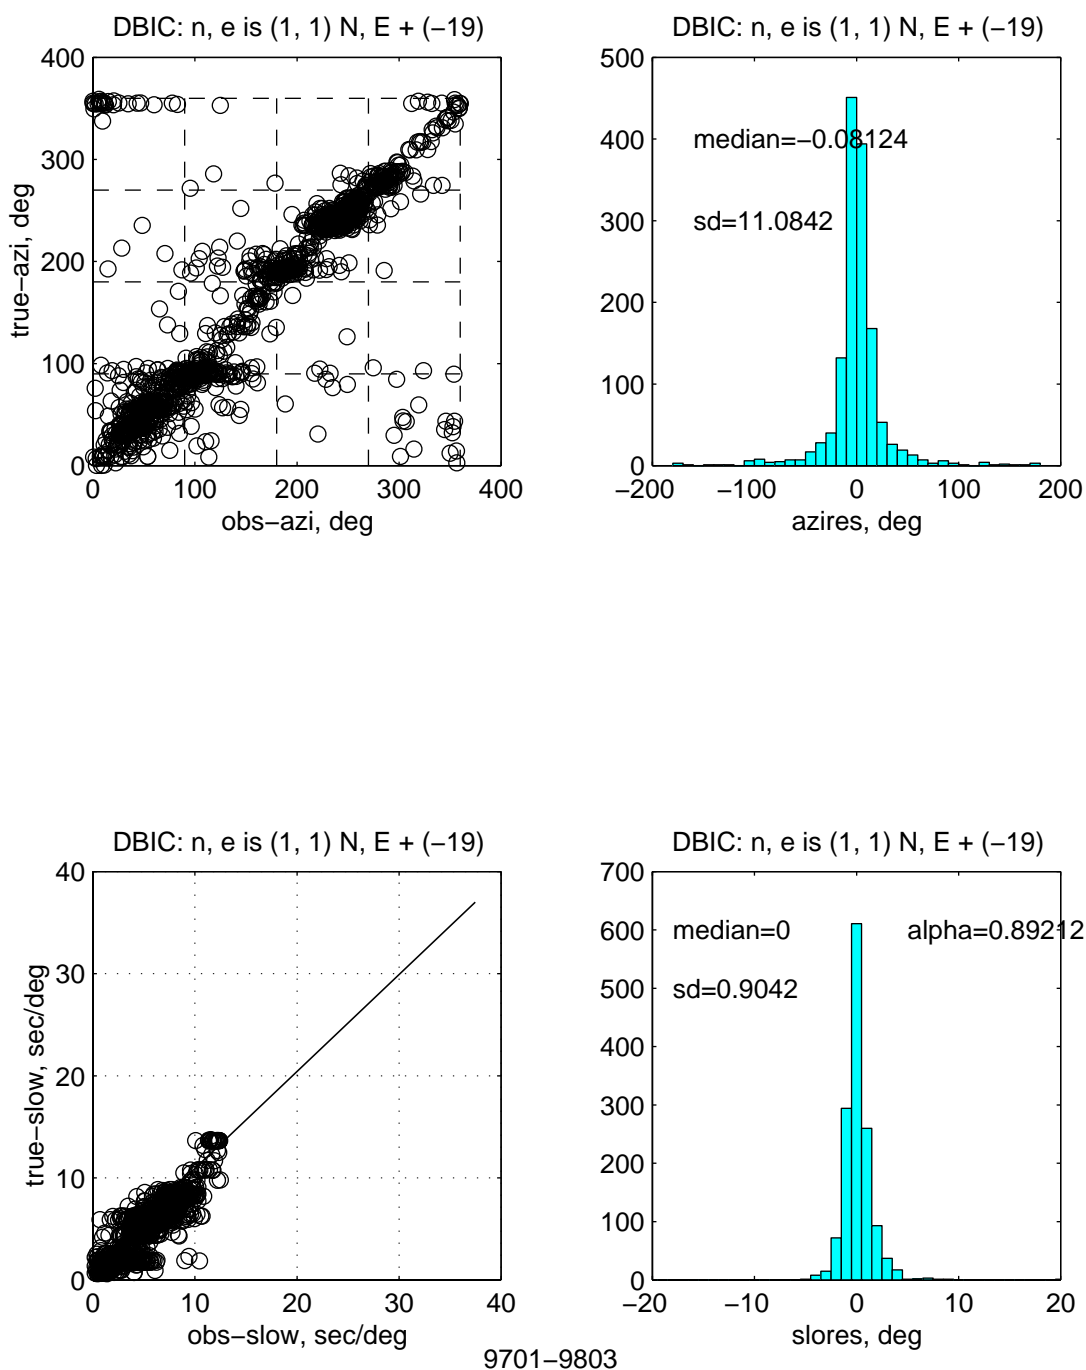 DBIC: n, e is (1, 1) N, E + (−19)
400
300
200
100
0
true−azi, deg
0 100 200 300 400
obs−azi, deg
DBIC: n, e is (1, 1) N, E + (−19)
500
400
300
200
100
0
median=−0.08124
sd=11.0842
−200 −100 0 100 200
azires, deg
DBIC: n, e is (1, 1) N, E + (−19)
40
30
20
10
0
true−slow, sec/deg
0 10 20 30 40
obs−slow, sec/deg
DBIC: n, e is (1, 1) N, E + (−19)
700
600
500
400
300
200
100
0
median=0 alpha=0.89212
sd=0.9042
−20 −10 0 10 20
slores, deg
9701−9803